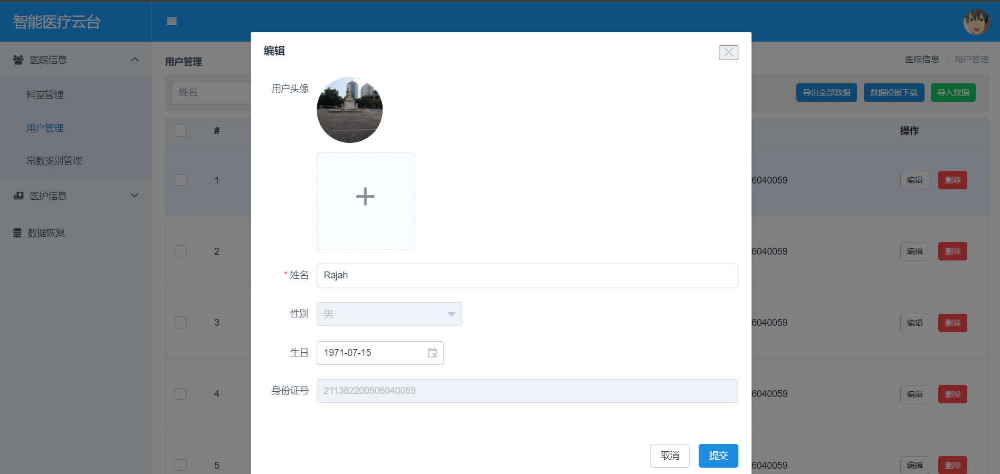 智能医疗云台
医院信息
科室管理
用户管理
常数类别管理
医护信息
数据恢复
用户管理
医院信息 / 用户管理
姓名
导出全部数据
数据模板下载
导入数据
#
操作
1
6040059
编辑
删除
2
6040059
编辑
删除
3
6040059
编辑
删除
4
6040059
编辑
删除
5
6040059
编辑
删除
编辑
用户头像
* 姓名
Rajah
性别
男
生日
1971-07-15
身份证号
211382200506040059
取消
提交